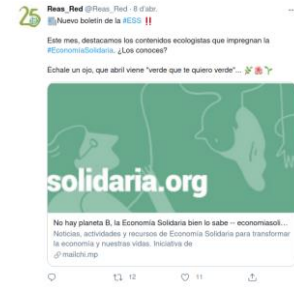 25
Reas_Red @Reas_Red · 8 d'abr.
Nuevo boletín de la #ESS
Este mes, destacamos los contenidos ecologistas que impregnan la
#EconomíaSolidaria. ¿Los conoces?
Échale un ojo, que abril viene "verde que te quiero verde"...
solidaria.org
No hay planeta B, la Economía Solidaria bien lo sabe -- economiasoli...
Noticias, actividades y recursos de Economía Solidaria para transformar
la economía y nuestras vidas. Iniciativa de
mailchi.mp
12
11